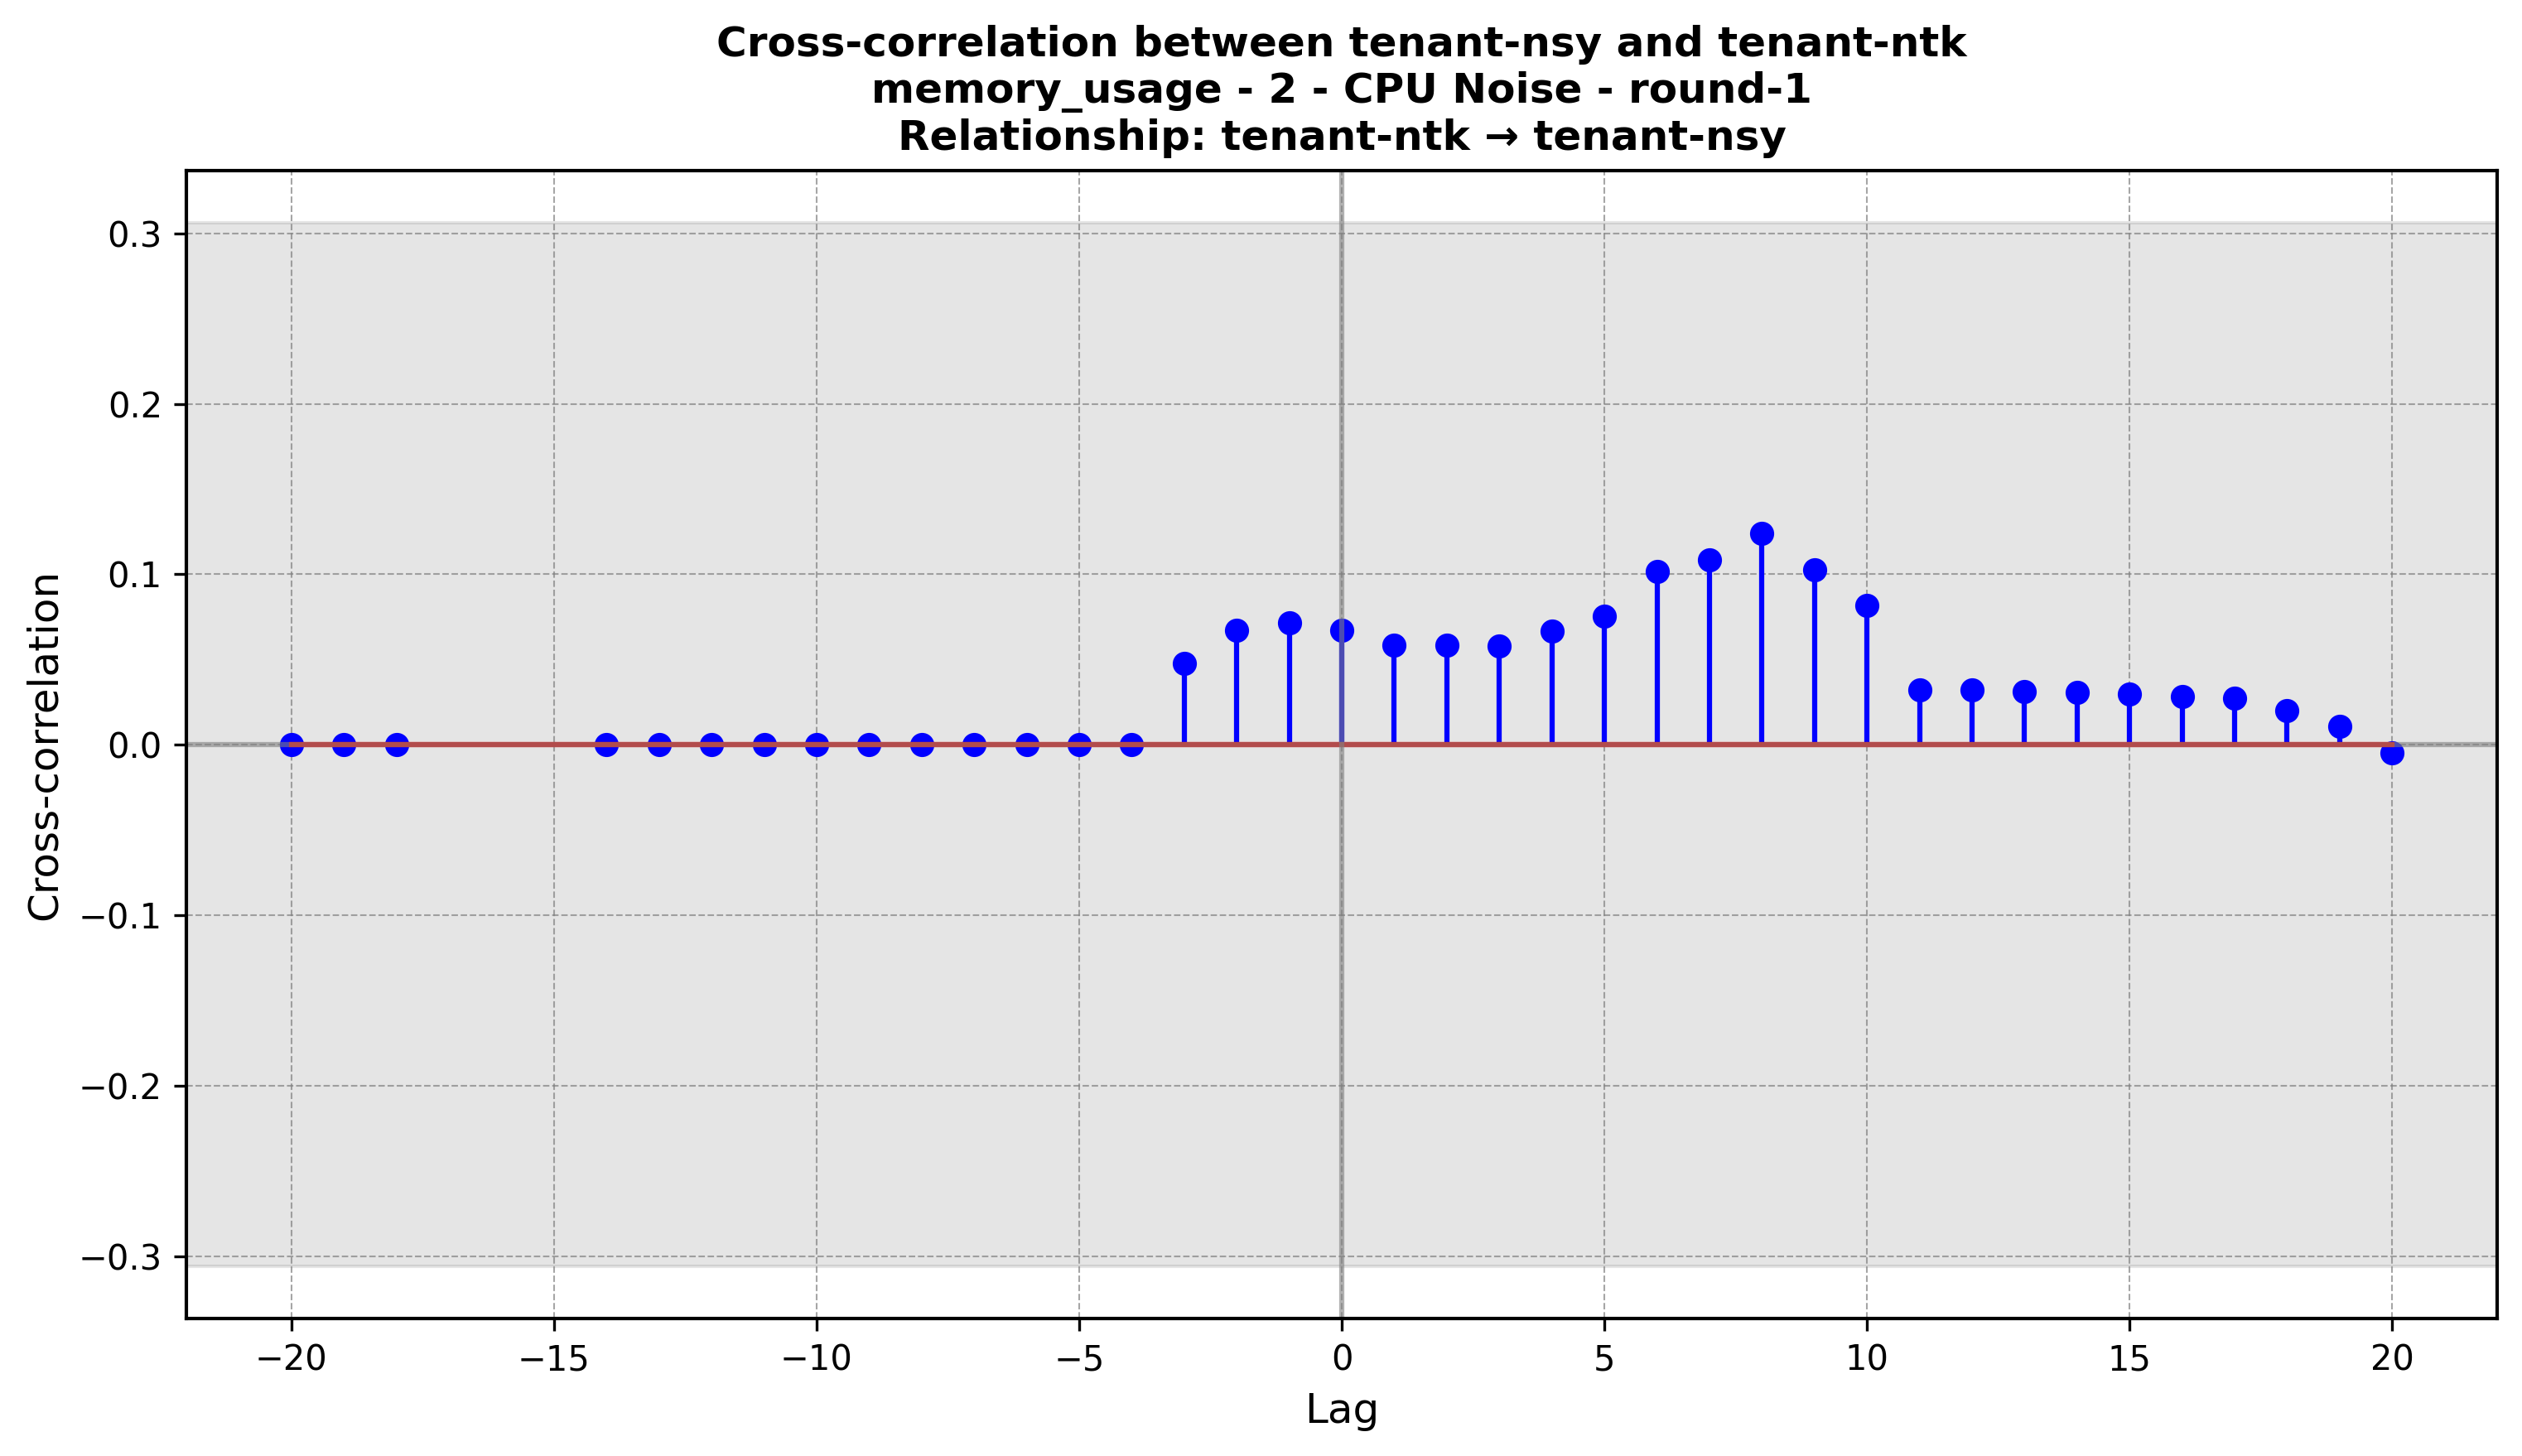 Cross-correlation between tenant-nsy and tenant-ntk
memory_usage - 2 - CPU Noise - round-1
Relationship: tenant-ntk → tenant-nsy
Cross-correlation
0.3
0.2
0.1
0.0
−0.1
−0.2
−0.3
−20 −15 −10 −5 0 5 10 15 20
Lag